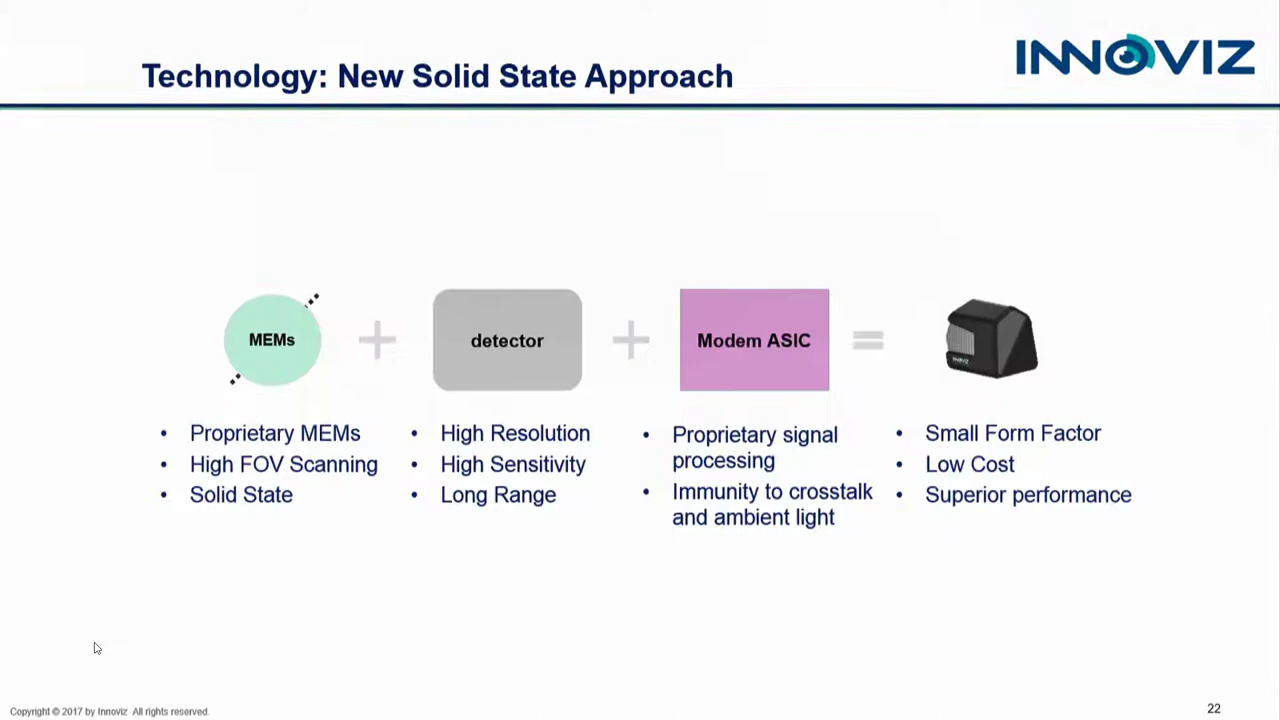 INNOVIZ
Technology: New Solid State Approach
MEMs
detector
Modem ASIC
INNOVIZ
• Proprietary MEMs
• High FOV Scanning
• Solid State
• High Resolution
• High Sensitivity
• Long Range
• Proprietary signal
processing
• Immunity to crosstalk
and ambient light
• Small Form Factor
• Low Cost
• Superior performance
Copyright © 2017 by Innoviz All rights reserved.
22